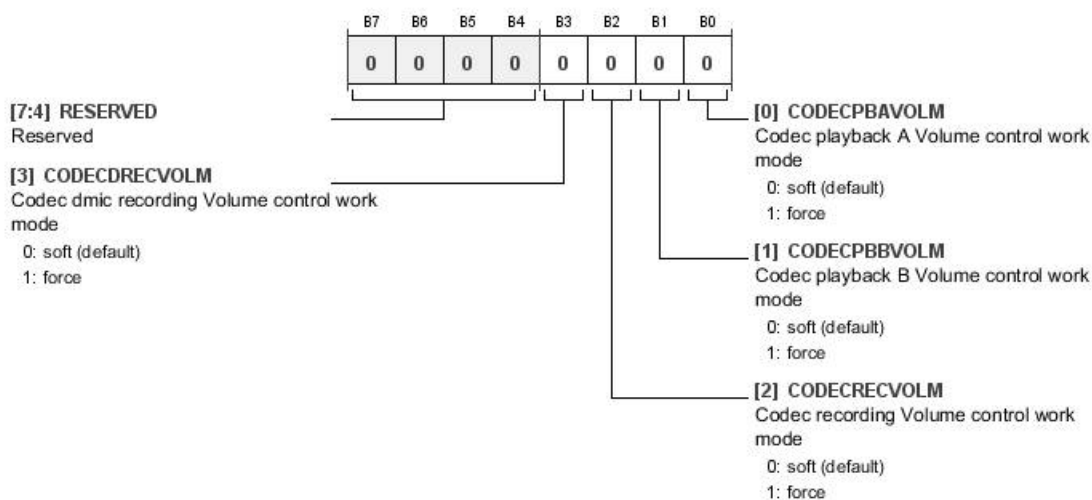 B7 B6 B5 B4 B3 B2 B1 B0
0 0 0 0 0 0 0 0
[7:4] RESERVED
Reserved
[3] CODECDRECVOLM
Codec dmic recording Volume control work
mode
0: soft (default)
1: force
[0] CODECPBAVOLM
Codec playback A Volume control work
mode
0: soft (default)
1: force
[1] CODECPBBVOLM
Codec playback B Volume control work
mode
0: soft (default)
1: force
[2] CODECRECVOLM
Codec recording Volume control work
mode
0: soft (default)
1: force